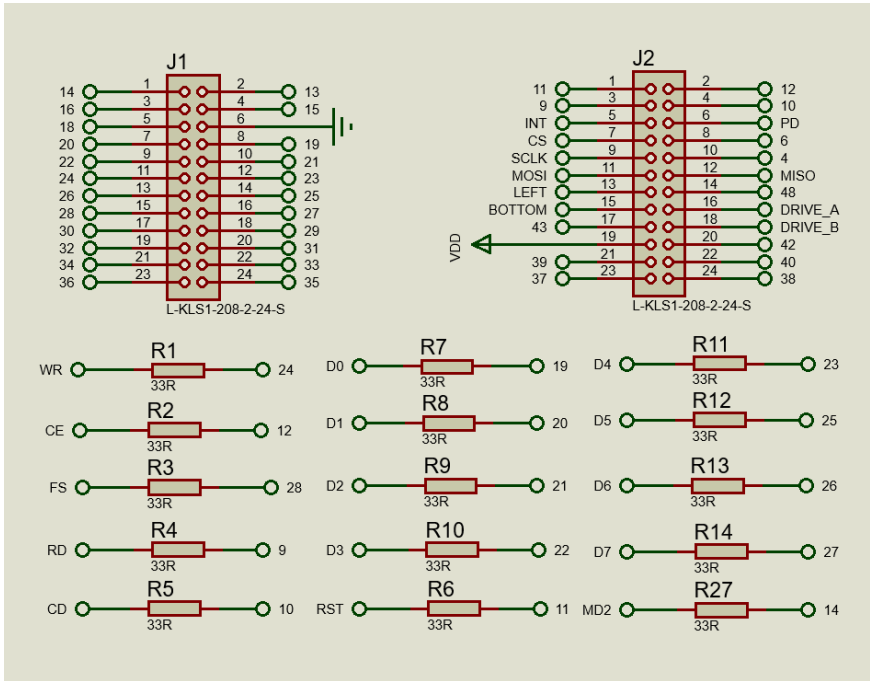 J1
14 1 2 13
16 3 4 15
18 5 6
20 7 8 19
22 9 10 21
24 11 12 23
26 13 14 25
28 15 16 27
30 17 18 29
32 19 20 31
34 21 22 33
36 23 24 35
L-KLS1-208-2-24-S
J2
11 1 2 12
9 3 4 10
INT 5 6 PD
CS 7 8 6
SCLK 9 10 4
MOSI 11 12 MISO
LEFT 13 14 48
BOTTOM 15 16 DRIVE_A
43 17 18 DRIVE_B
VDD 19 20 42
39 21 22 40
37 23 24 38
L-KLS1-208-2-24-S
R1
WR 24
33R
R2
CE 12
33R
R3
FS 28
33R
R4
RD 9
33R
R5
CD 10
33R
R7
D0 19
33R
R8
D1 20
33R
R9
D2 21
33R
R10
D3 22
33R
R6
RST 11
33R
R11
D4 23
33R
R12
D5 25
33R
R13
D6 26
33R
R14
D7 27
33R
R27
MD2 14
33R